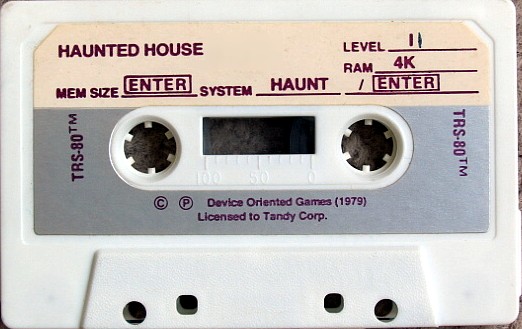 HAUNTED HOUSE
LEVEL II
RAM 4K
MEM SIZE ENTER SYSTEM HAUNT / ENTER
TRS-80™
TRS-80™
100 50 0
© Ⓟ Device Oriented Games (1979)
Licensed to Tandy Corp.